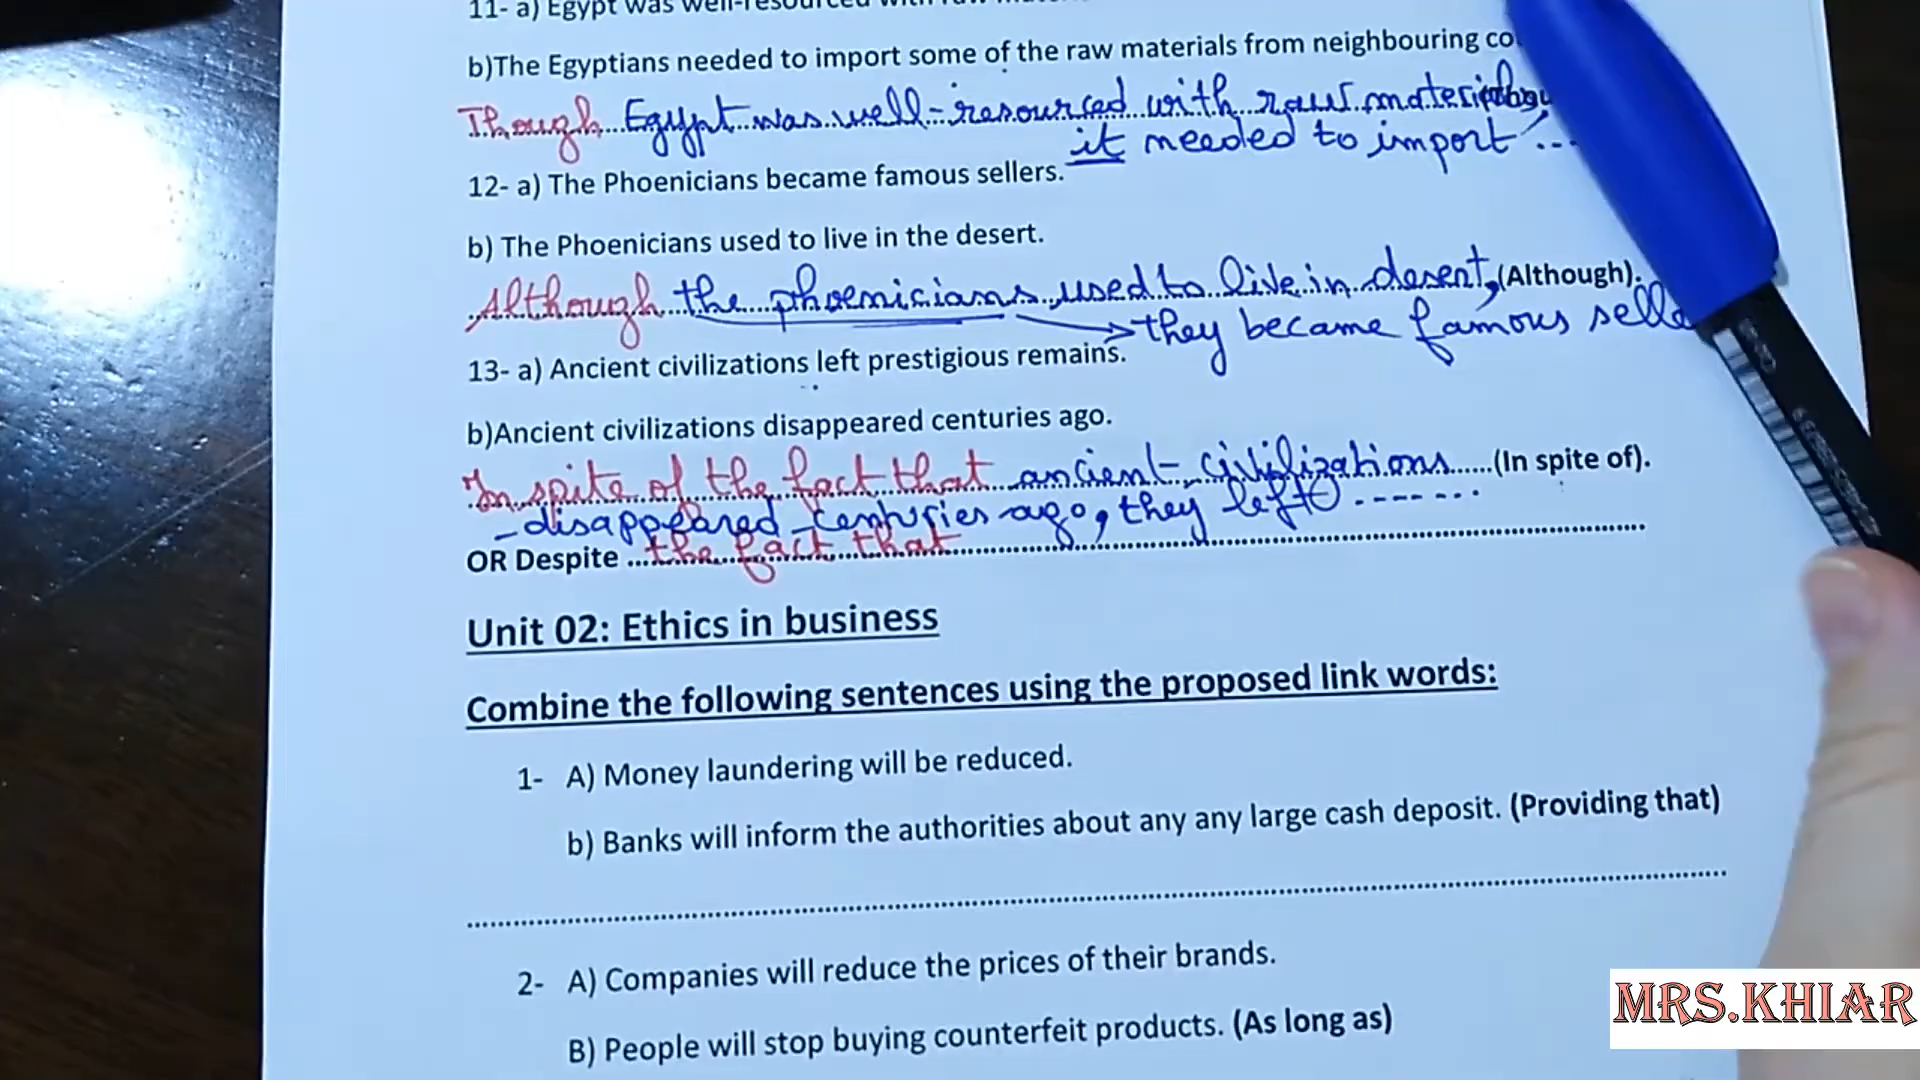 11- a) Egypt was well-resourced with raw
b)The Egyptians needed to import some of the raw materials from neighbouring
Though Egypt was well-resourced with raw
it needed to import ...
12- a) The Phoenicians became famous sellers.
b) The Phoenicians used to live in the desert.
Although the phoenicians used to live in desert, (Although).
they became famous
13- a) Ancient civilizations left prestigious remains.
b)Ancient civilizations disappeared centuries ago.
In spite of the fact that ancient civilizations (In spite of).
disappeared centuries ago, they left
OR Despite the fact that
Unit 02: Ethics in business
Combine the following sentences using the proposed link words:
1- A) Money laundering will be reduced.
b) Banks will inform the authorities about any any large cash deposit. (Providing that)
2- A) Companies will reduce the prices of their brands.
B) People will stop buying counterfeit products. (As long as)
MRS.KHIAR